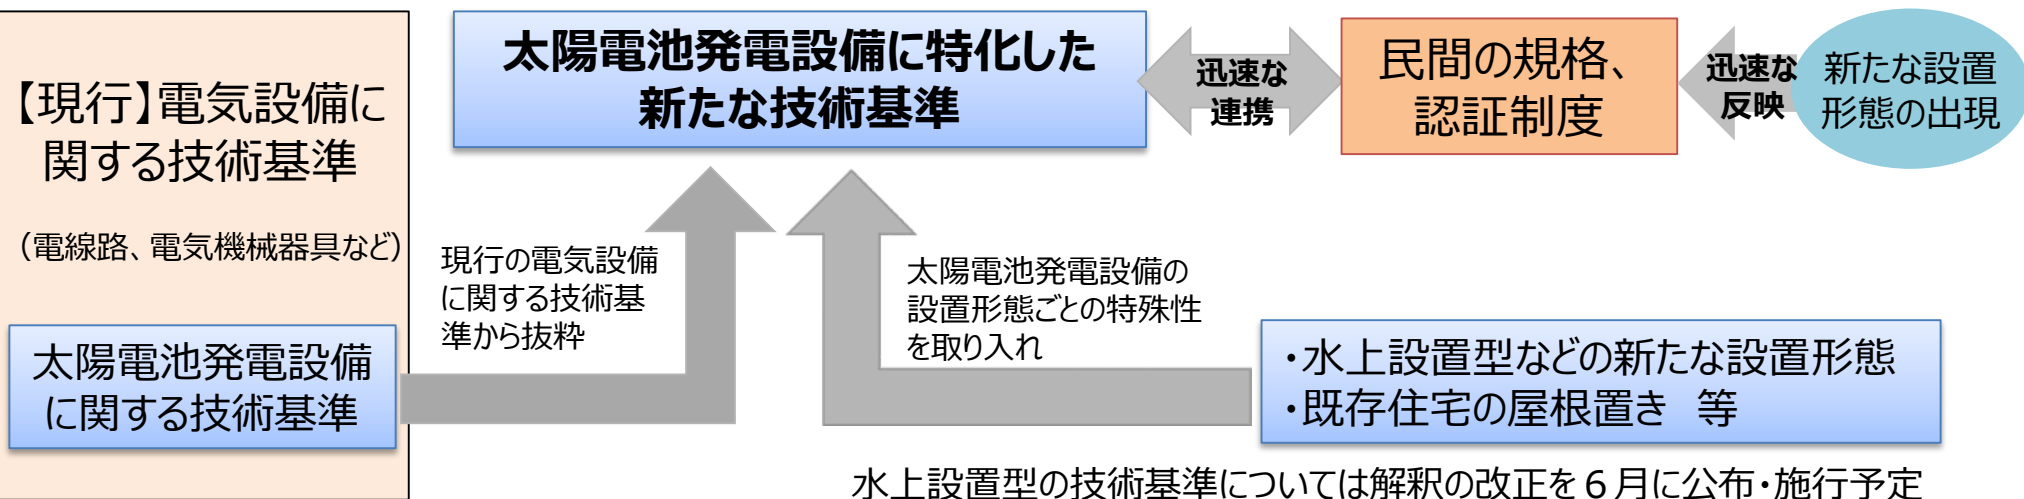 【現行】電気設備に
関する技術基準
（電線路、電気機械器具など）
太陽電池発電設備
に関する技術基準
太陽電池発電設備に特化した
新たな技術基準
迅速な
連携
民間の規格、
認証制度
迅速な
反映
新たな設置
形態の出現
現行の電気設備
に関する技術基
準から抜粋
太陽電池発電設備の
設置形態ごとの特殊性
を取り入れ
・水上設置型などの新たな設置形態
・既存住宅の屋根置き　等
水上設置型の技術基準については解釈の改正を６月に公布・施行予定